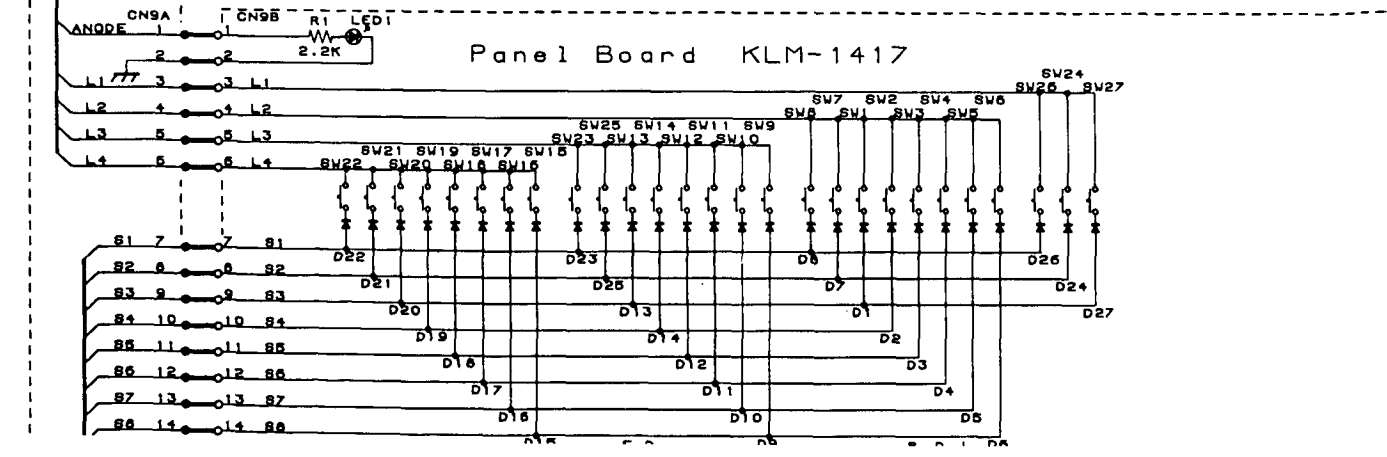 CN9A CN9B R1 LED1
ANODE 1 1
2.2K
2 2
Panel Board KLM-1417
SW24
L1 3 3 L1 SW26 SW27
SW7 SW2 SW4 SW6
L2 4 4 L2 SW8 SW1 SW3 SW5
SW25 SW14 SW11 SW9
L3 5 5 L3 SW23 SW13 SW12 SW10
SW21 SW19 SW17 SW15
L4 6 6 L4 SW22 SW20 SW18 SW16
S1 7 7 S1
D22 D23 D8 D26
S2 8 8 S2
D21 D25 D7 D24
S3 9 9 S3
D20 D13 D1 D27
S4 10 10 S4
D19 D14 D2
S5 11 11 S5
D18 D12 D3
S6 12 12 S6
D17 D11 D4
S7 13 13 S7
D16 D10 D5
S8 14 14 S8
D15 D9 D6